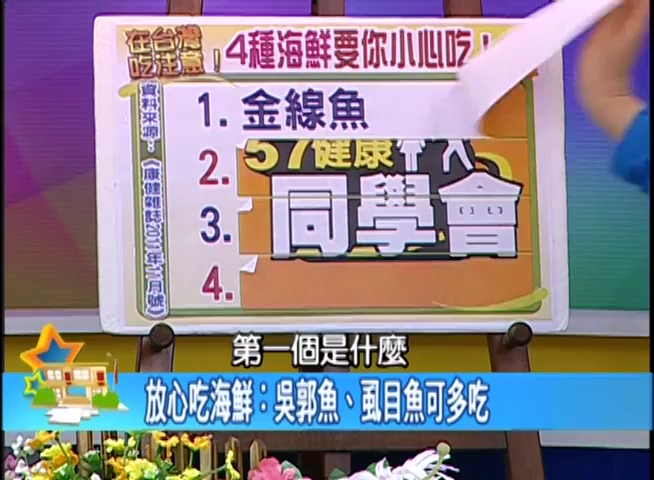 在台灣
吃注意!
4種海鮮要你小心吃!
資料來源:《康健雜誌2011年11月號》
1. 金線魚
2.
3.
4.
57健康
同學會
第一個是什麼
放心吃海鮮:吳郭魚、虱目魚可多吃